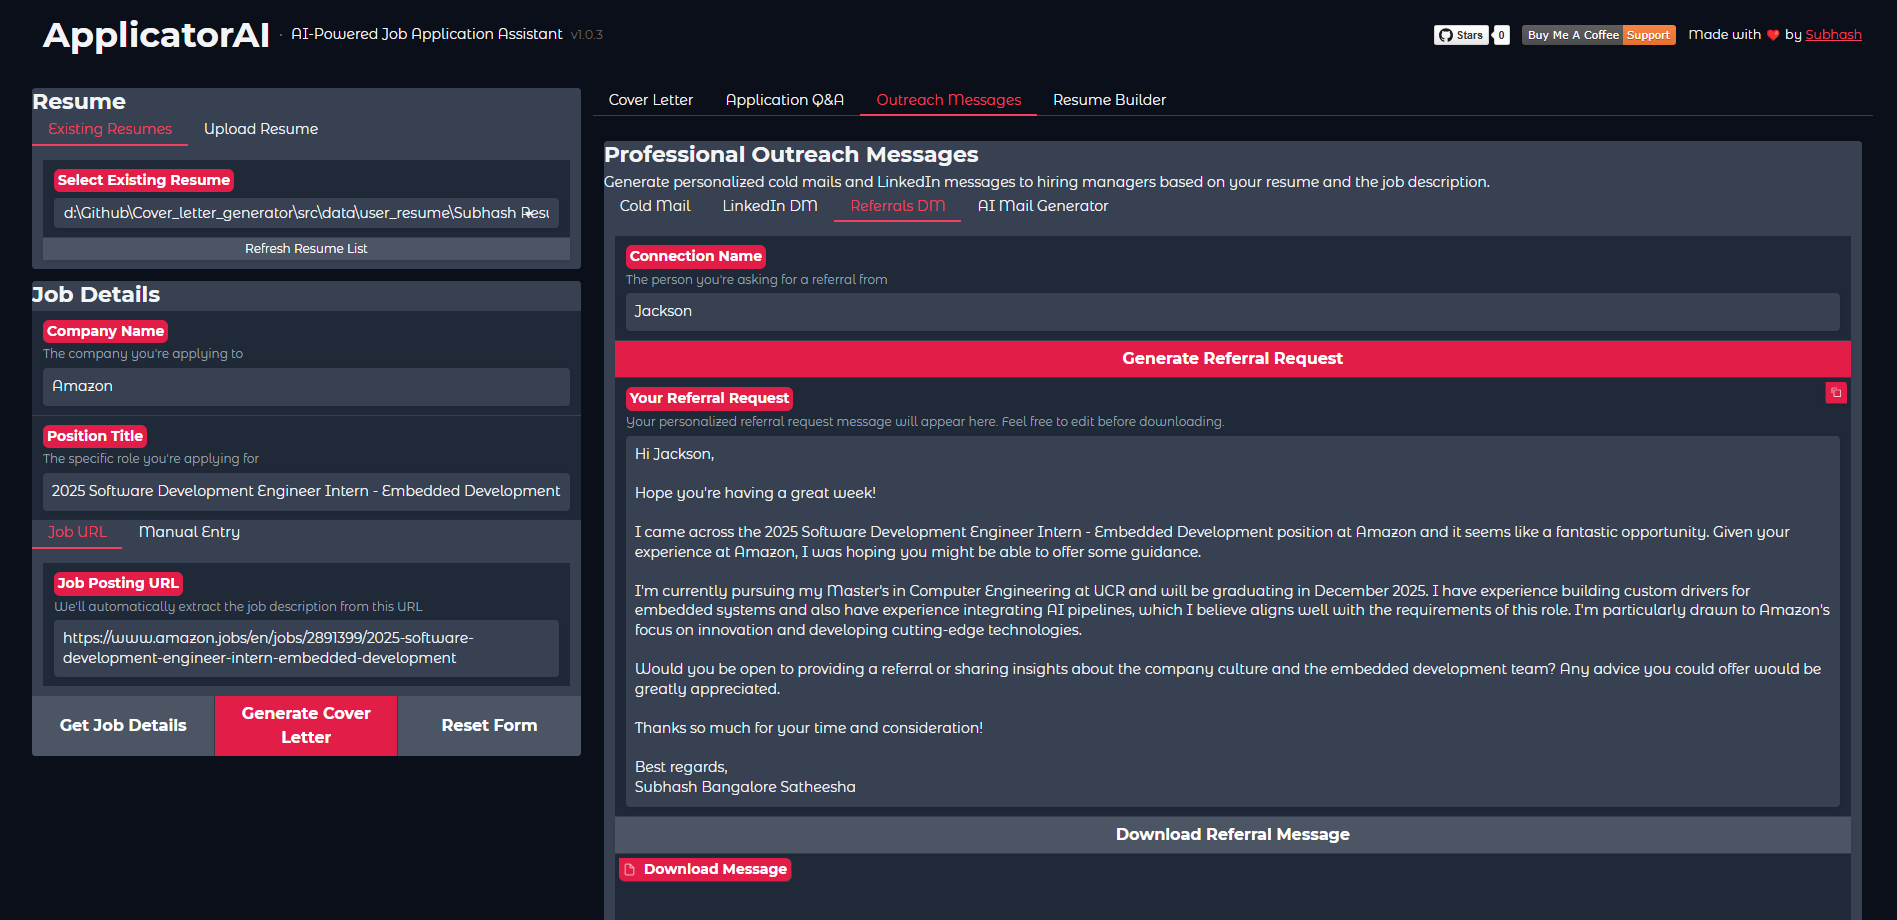 ApplicatorAI · AI-Powered Job Application Assistant v1.0.3
Stars 0 Buy Me A Coffee Support Made with ❤ by Subhash
Resume
Existing Resumes Upload Resume
Select Existing Resume
d:\Github\Cover_letter_generator\src\data\user_resume\Subhash
Refresh Resume List
Job Details
Company Name
The company you're applying to
Amazon
Position Title
The specific role you're applying for
2025 Software Development Engineer Intern - Embedded Development
Job URL Manual Entry
Job Posting URL
We'll automatically extract the job description from this URL
https://www.amazon.jobs/en/jobs/2891399/2025-software-
development-engineer-intern-embedded-development
Get Job Details
Generate Cover
Letter
Reset Form
Cover Letter Application Q&A Outreach Messages Resume Builder
Professional Outreach Messages
Generate personalized cold mails and LinkedIn messages to hiring managers based on your resume and the job description.
Cold Mail LinkedIn DM Referrals DM AI Mail Generator
Connection Name
The person you're asking for a referral from
Jackson
Generate Referral Request
Your Referral Request
Your personalized referral request message will appear here. Feel free to edit before downloading.
Hi Jackson,
Hope you're having a great week!
I came across the 2025 Software Development Engineer Intern - Embedded Development position at Amazon and it seems like a fantastic opportunity. Given your
experience at Amazon, I was hoping you might be able to offer some guidance.
I'm currently pursuing my Master's in Computer Engineering at UCR and will be graduating in December 2025. I have experience building custom drivers for
embedded systems and also have experience integrating AI pipelines, which I believe aligns well with the requirements of this role. I'm particularly drawn to Amazon's
focus on innovation and developing cutting-edge technologies.
Would you be open to providing a referral or sharing insights about the company culture and the embedded development team? Any advice you could offer would be
greatly appreciated.
Thanks so much for your time and consideration!
Best regards,
Subhash Bangalore Satheesha
Download Referral Message
Download Message